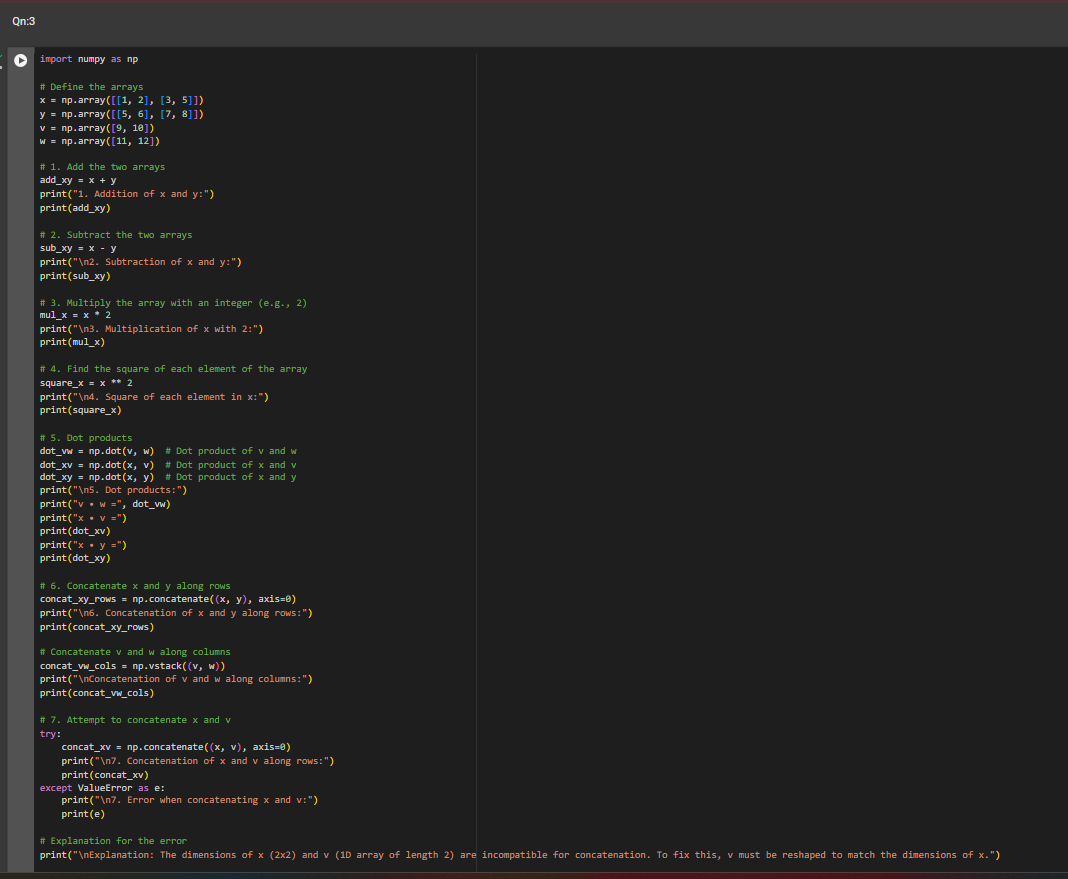 Qn:3
import numpy as np
# Define the arrays
x = np.array([[1, 2], [3, 5]])
y = np.array([[5, 6], [7, 8]])
v = np.array([9, 10])
w = np.array([11, 12])
# 1. Add the two arrays
add_xy = x + y
print("1. Addition of x and y:")
print(add_xy)
# 2. Subtract the two arrays
sub_xy = x - y
print("\n2. Subtraction of x and y:")
print(sub_xy)
# 3. Multiply the array with an integer (e.g., 2)
mul_x = x * 2
print("\n3. Multiplication of x with 2:")
print(mul_x)
# 4. Find the square of each element of the array
square_x = x ** 2
print("\n4. Square of each element in x:")
print(square_x)
# 5. Dot products
dot_vw = np.dot(v, w)  # Dot product of v and w
dot_xv = np.dot(x, v)  # Dot product of x and v
dot_xy = np.dot(x, y)  # Dot product of x and y
print("\n5. Dot products:")
print("v • w =", dot_vw)
print("x • v =")
print(dot_xv)
print("x • y =")
print(dot_xy)
# 6. Concatenate x and y along rows
concat_xy_rows = np.concatenate((x, y), axis=0)
print("\n6. Concatenation of x and y along rows:")
print(concat_xy_rows)
# Concatenate v and w along columns
concat_vw_cols = np.vstack((v, w))
print("\nConcatenation of v and w along columns:")
print(concat_vw_cols)
# 7. Attempt to concatenate x and v
try:
    concat_xv = np.concatenate((x, v), axis=0)
    print("\n7. Concatenation of x and v along rows:")
    print(concat_xv)
except ValueError as e:
    print("\n7. Error when concatenating x and v:")
    print(e)
# Explanation for the error
print("\nExplanation: The dimensions of x (2x2) and v (1D array of length 2) are incompatible for concatenation. To fix this, v must be reshaped to match the dimensions of x.")